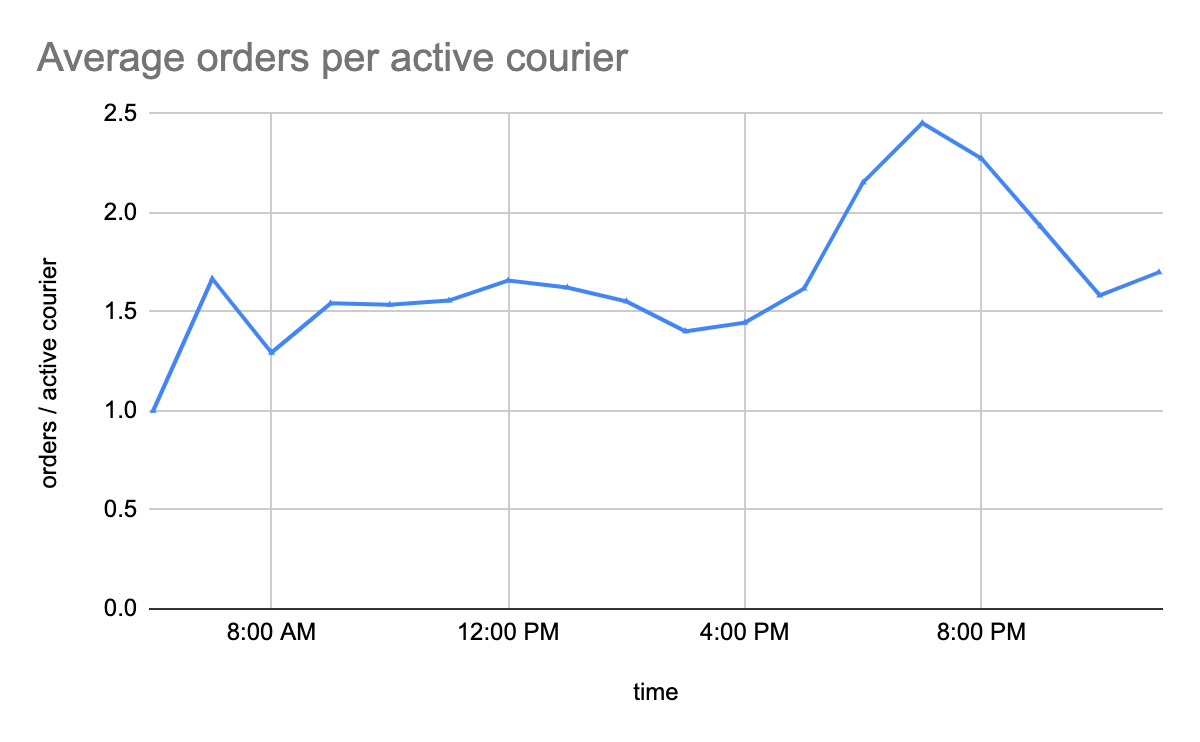 Average orders per active courier
2.5
2.0
1.5
1.0
0.5
0.0
orders / active courier
8:00 AM
12:00 PM
4:00 PM
8:00 PM
time